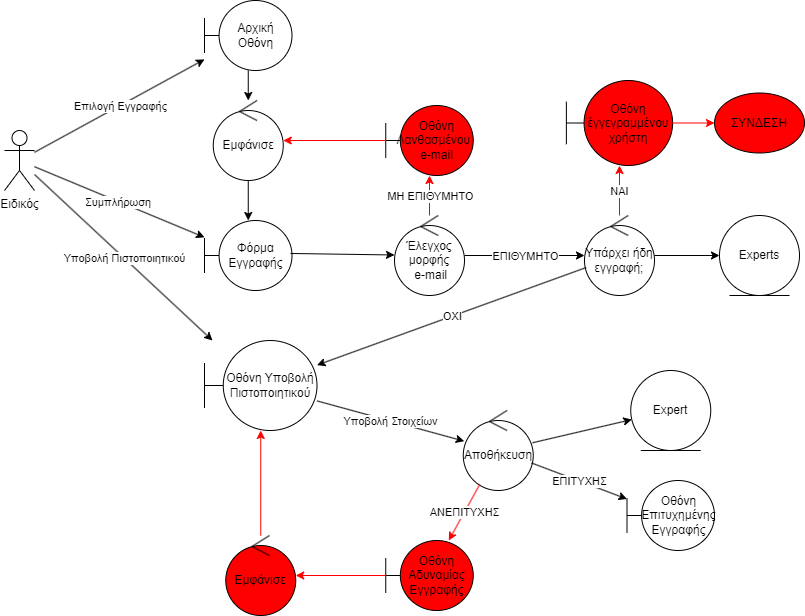 Αρχική
Οθόνη
Επιλογή Εγγραφής
Εμφάνισε
Οθόνη
λανθασμένου
e-mail
Οθόνη
εγγεγραμμένου
χρήστη
ΣΥΝΔΕΣΗ
Ειδικός
Συμπλήρωση
ΜΗ ΕΠΙΘΥΜΗΤΟ
ΝΑΙ
Υποβολή Πιστοποιητικού
Φόρμα
Εγγραφής
Έλεγχος
μορφής
e-mail
ΕΠΙΘΥΜΗΤΟ
Υπάρχει ήδη
εγγραφή;
Experts
ΟΧΙ
Οθόνη Υποβολή
Πιστοποιητικού
Υποβολή Στοιχείων
Αποθήκευση
Expert
ΕΠΙΤΥΧΗΣ
Οθόνη
Επιτυχημένης
Εγγραφής
ΑΝΕΠΙΤΥΧΗΣ
Εμφάνισε
Οθόνη
Αδυναμίας
Εγγραφής